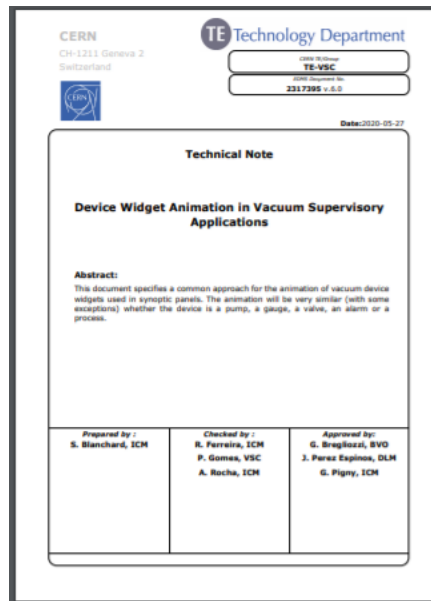 CERN
CH-1211 Geneva 2
Switzerland
TE Technology Department
CERN TE/Group
TE-VSC
EDMS Document No.
2317395 v.6.0
CERN
Date:2020-05-27
Technical Note
Device Widget Animation in Vacuum Supervisory
Applications
Abstract:
This document specifies a common approach for the animation of vacuum device
widgets used in synoptic panels. The animation will be very similar (with some
exceptions) whether the device is a pump, a gauge, a valve, an alarm or a
process.
Prepared by :
S. Blanchard, ICM
Checked by :
R. Ferreira, ICM
P. Gomes, VSC
A. Rocha, ICM
Approved by:
G. Bregliozzi, BVO
J. Perez Espinos, DLM
G. Pigny, ICM